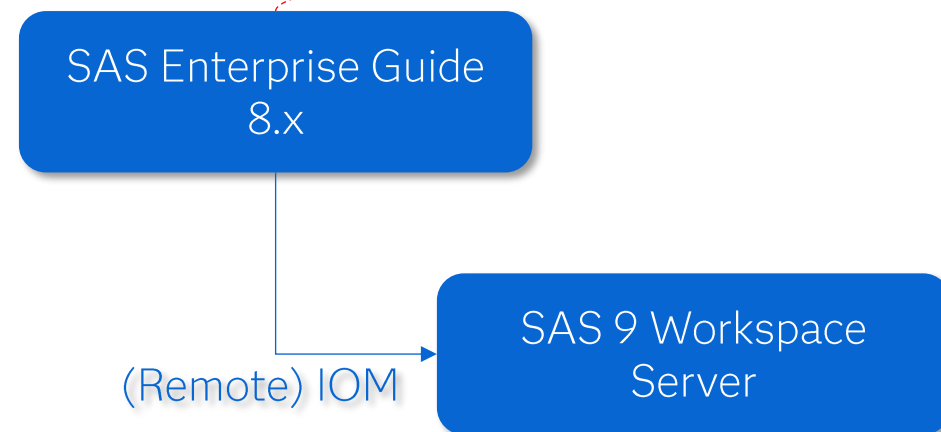 SAS Enterprise Guide
8.x
SAS 9 Workspace
Server
(Remote) IOM